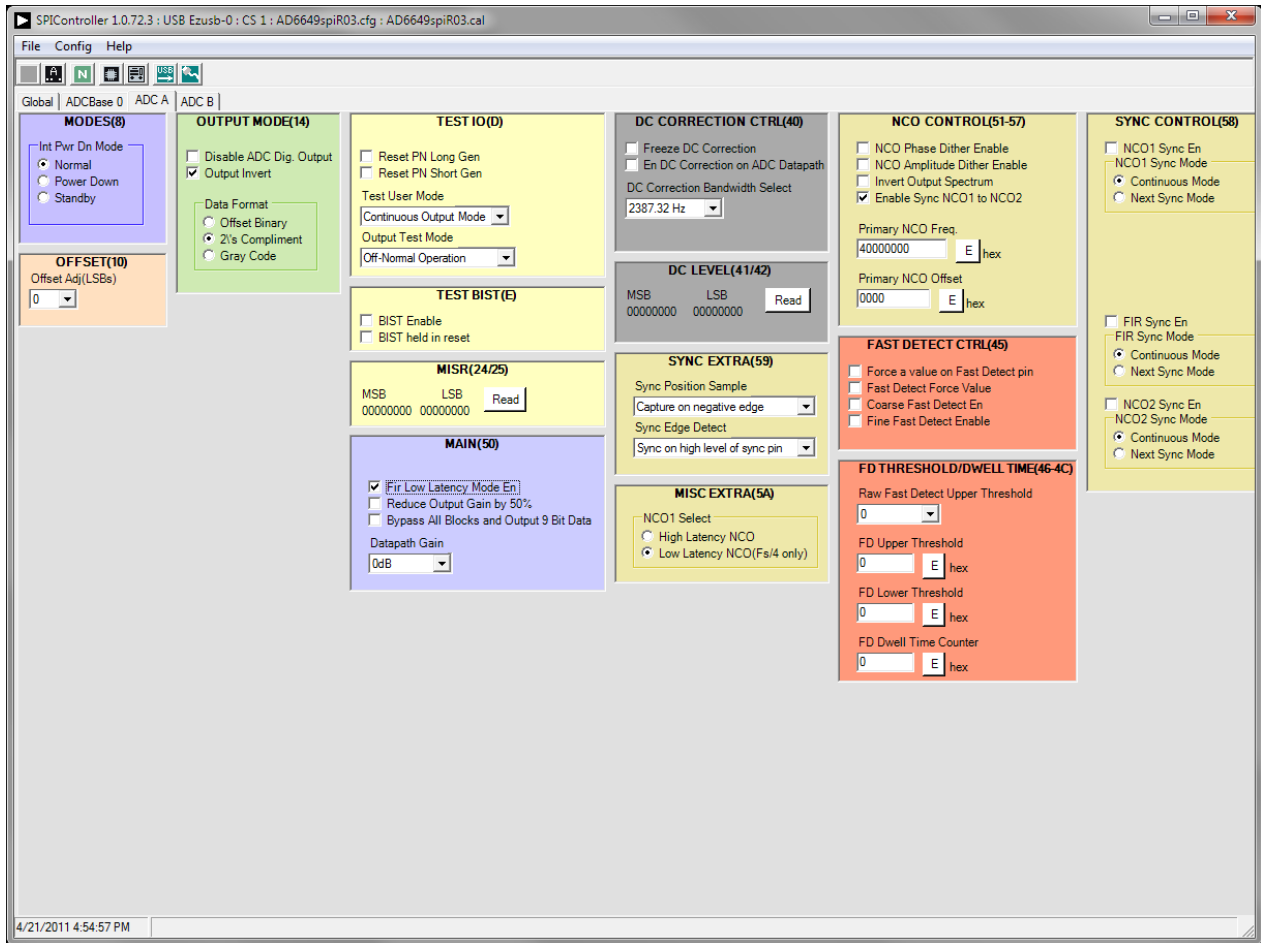 SPIController 1.0.72.3 : USB Ezusb-0 : CS 1 : AD6649spiR03.cfg : AD6649spiR03.cal
File Config Help
A N USB
Global ADCBase 0 ADC A ADC B
MODES(8)
Int Pwr Dn Mode
Normal
Power Down
Standby
OFFSET(10)
Offset Adj(LSBs)
0
OUTPUT MODE(14)
Disable ADC Dig. Output
Output Invert
Data Format
Offset Binary
2\'s Compliment
Gray Code
TEST IO(D)
Reset PN Long Gen
Reset PN Short Gen
Test User Mode
Continuous Output Mode
Output Test Mode
Off-Normal Operation
TEST BIST(E)
BIST Enable
BIST held in reset
MISR(24/25)
MSB LSB
00000000 00000000 Read
MAIN(50)
Fir Low Latency Mode En
Reduce Output Gain by 50%
Bypass All Blocks and Output 9 Bit Data
Datapath Gain
0dB
DC CORRECTION CTRL(40)
Freeze DC Correction
En DC Correction on ADC Datapath
DC Correction Bandwidth Select
2387.32 Hz
DC LEVEL(41/42)
MSB LSB
00000000 00000000 Read
SYNC EXTRA(59)
Sync Position Sample
Capture on negative edge
Sync Edge Detect
Sync on high level of sync pin
MISC EXTRA(5A)
NCO1 Select
High Latency NCO
Low Latency NCO(Fs/4 only)
NCO CONTROL(51-57)
NCO Phase Dither Enable
NCO Amplitude Dither Enable
Invert Output Spectrum
Enable Sync NCO1 to NCO2
Primary NCO Freq.
40000000 E hex
Primary NCO Offset
0000 E hex
FAST DETECT CTRL(45)
Force a value on Fast Detect pin
Fast Detect Force Value
Coarse Fast Detect En
Fine Fast Detect Enable
FD THRESHOLD/DWELL TIME(46-4C)
Raw Fast Detect Upper Threshold
0
FD Upper Threshold
0 E hex
FD Lower Threshold
0 E hex
FD Dwell Time Counter
0 E hex
SYNC CONTROL(58)
NCO1 Sync En
NCO1 Sync Mode
Continuous Mode
Next Sync Mode
FIR Sync En
FIR Sync Mode
Continuous Mode
Next Sync Mode
NCO2 Sync En
NCO2 Sync Mode
Continuous Mode
Next Sync Mode
4/21/2011 4:54:57 PM